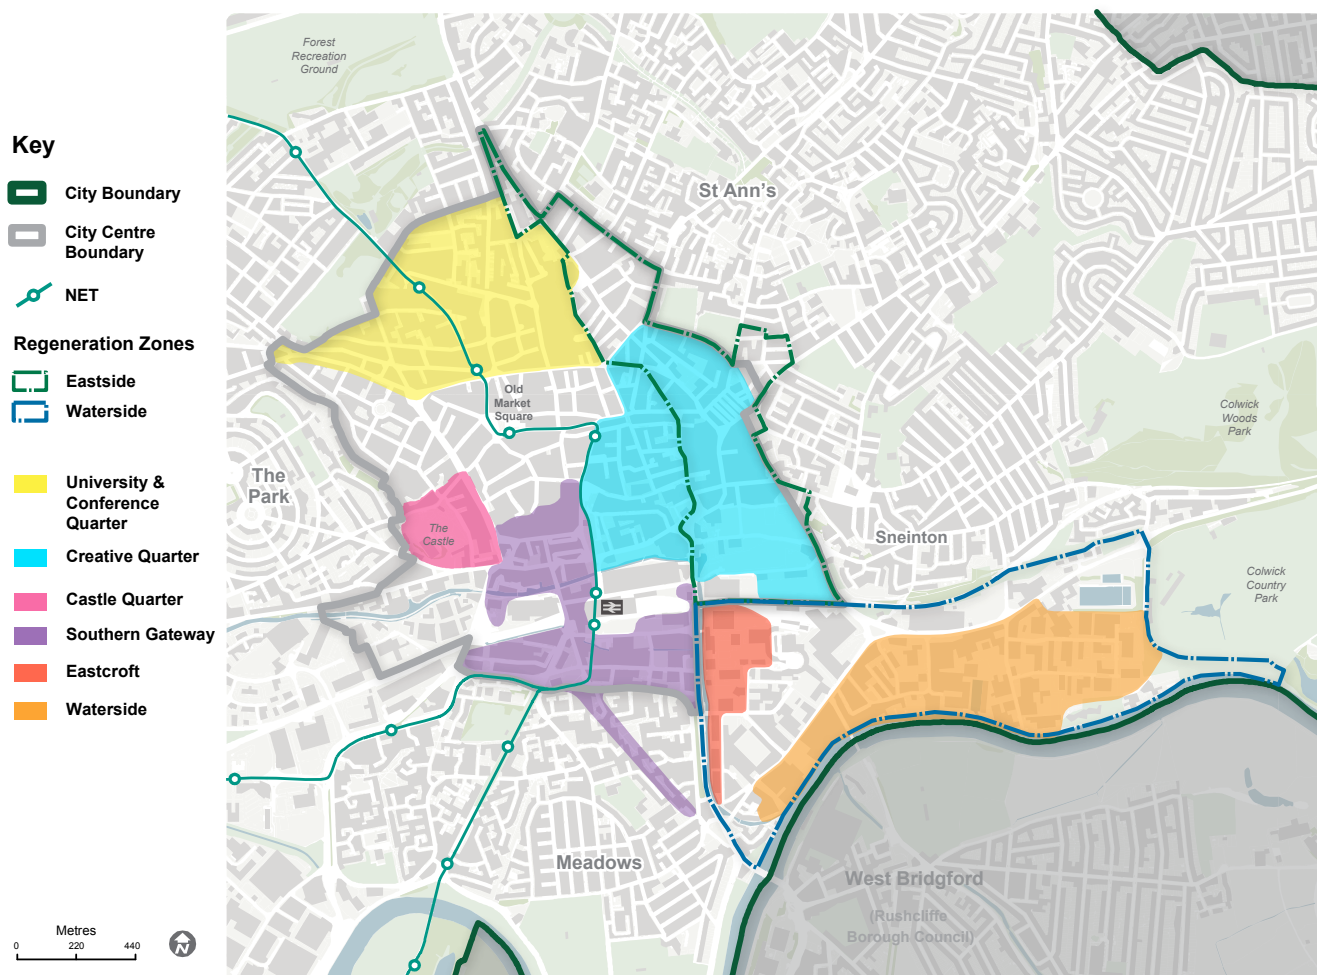 Key
City Boundary
City Centre
Boundary
NET
Regeneration Zones
Eastside
Waterside
University &
Conference
Quarter
Creative Quarter
Castle Quarter
Southern Gateway
Eastcroft
Waterside
Metres
0 220 440
N
Forest
Recreation
Ground
St Ann's
Old
Market
Square
The
Park
The
Castle
Sneinton
Colwick
Woods
Park
Colwick
Country
Park
Meadows
West Bridgford
(Rushcliffe
Borough Council)